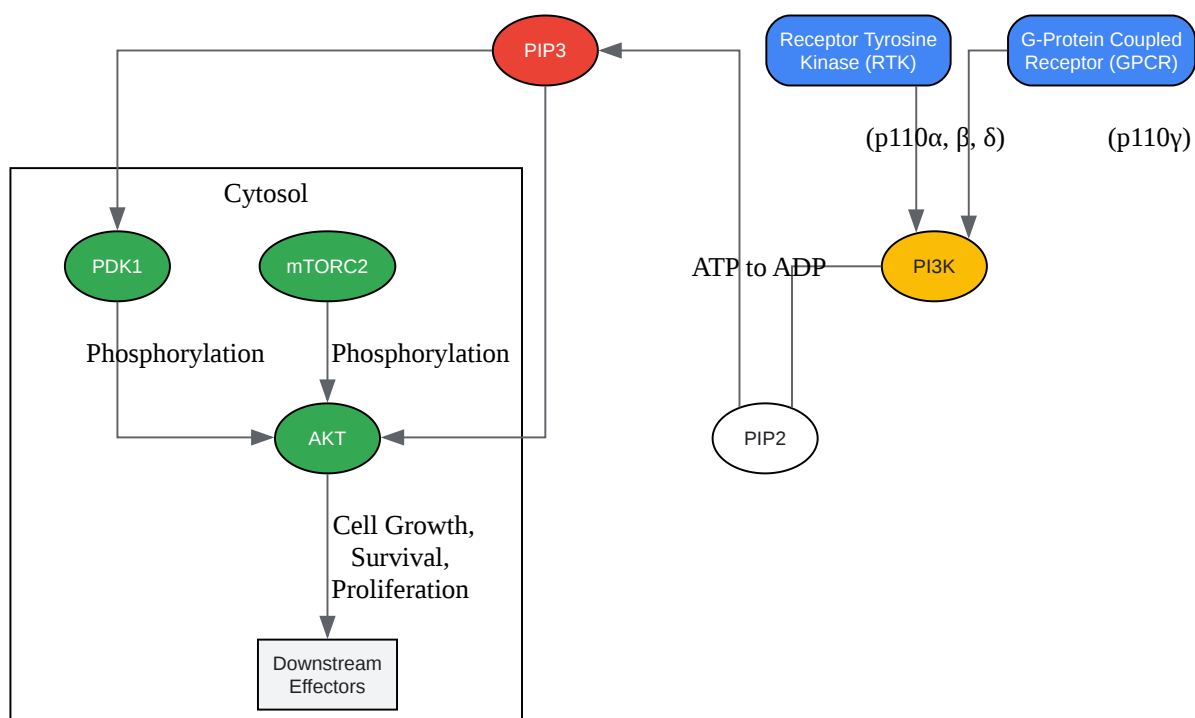 PIP3
Receptor Tyrosine
Kinase (RTK)
G-Protein Coupled
Receptor (GPCR)
(p110α, β, δ)
(p110γ)
Cytosol
PDK1
mTORC2
ATP to ADP
PI3K
Phosphorylation
Phosphorylation
AKT
PIP2
Cell Growth,
Survival,
Proliferation
Downstream
Effectors